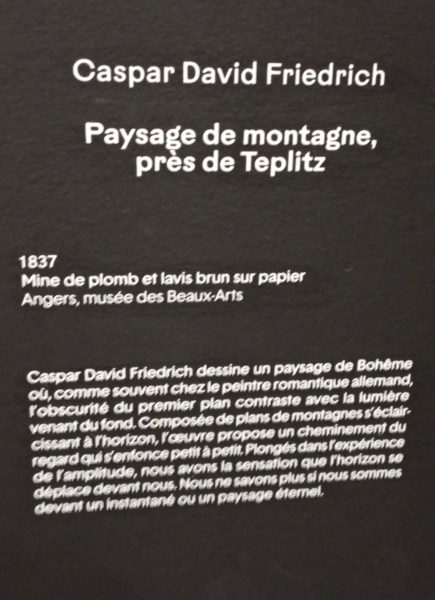 Caspar David Friedrich
Paysage de montagne,
près de Teplitz
1837
Mine de plomb et lavis brun sur papier
Angers, musée des Beaux-Arts
Caspar David Friedrich dessine un paysage de Bohême
où, comme souvent chez le peintre romantique allemand,
l'obscurité du premier plan contraste avec la lumière
venant du fond. Composée de plans de montagnes s'éclair-
cissant à l'horizon, l'œuvre propose un cheminement du
regard qui s'enfonce petit à petit. Plongés dans l'expérience
de l'amplitude, nous avons la sensation que l'horizon se
déplace devant nous. Nous ne savons plus si nous sommes
devant un instantané ou un paysage éternel.